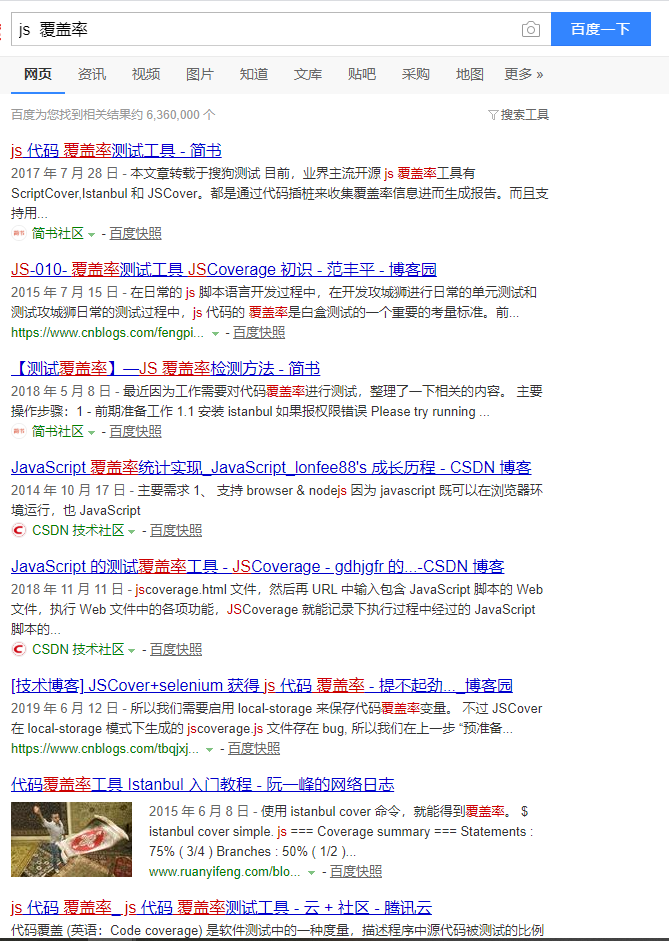 js 覆盖率
百度一下
网页 资讯 视频 图片 知道 文库 贴吧 采购 地图 更多 »
百度为您找到相关结果约 6,360,000 个
搜索工具
js 代码 覆盖率测试工具 - 简书
2017 年 7 月 28 日 - 本文章转载于搜狗测试 目前，业界主流开源 js 覆盖率工具有
ScriptCover,Istanbul 和 JSCover。都是通过代码插桩来收集覆盖率信息进而生成报告。而且支
持用...
简书社区 - 百度快照
JS-010- 覆盖率测试工具 JSCoverage 初识 - 范丰平 - 博客园
2015 年 7 月 15 日 - 在日常的 js 脚本语言开发过程中，在开发攻城狮进行日常的单元测试和
测试攻城狮日常的测试过程中，js 代码的 覆盖率是白盒测试的一个重要的考量标准。前...
https://www.cnblogs.com/fengpi... - 百度快照
【测试覆盖率】—JS 覆盖率检测方法 - 简书
2018 年 5 月 8 日 - 最近因为工作需要对代码覆盖率进行测试，整理了一下相关的内容。 主要
操作步骤：1 - 前期准备工作 1.1 安装 istanbul 如果报权限错误 Please try running ...
简书社区 - 百度快照
JavaScript 覆盖率统计实现_JavaScript_lonfee88's 成长历程 - CSDN 博客
2014 年 10 月 17 日 - 主要需求 1、 支持 browser & nodejs 因为 javascript 既可以在浏览器环
境运行，也 JavaScript
CSDN 技术社区 - 百度快照
JavaScript 的测试覆盖率工具 - JSCoverage - gdhjgfr 的...-CSDN 博客
2018 年 11 月 11 日 - jscoverage.html 文件，然后再 URL 中输入包含 JavaScript 脚本的 Web
文件，执行 Web 文件中的各项功能，JSCoverage 就能记录下执行过程中经过的 JavaScript
脚本的...
CSDN 技术社区 - 百度快照
[技术博客] JSCover+selenium 获得 js 代码 覆盖率 - 提不起劲..._博客园
2019 年 6 月 12 日 - 所以我们需要启用 local-storage 来保存代码覆盖率变量。 不过 JSCover
在 local-storage 模式下生成的 jscoverage.js 文件存在 bug, 所以我们在上一步 “预准备...
https://www.cnblogs.com/tbqjxj... - 百度快照
代码覆盖率工具 Istanbul 入门教程 - 阮一峰的网络日志
2015 年 6 月 8 日 - 使用 istanbul cover 命令，就能得到覆盖率。 $
istanbul cover simple. js === Coverage summary === Statements :
75% ( 3/4 ) Branches : 50% ( 1/2 )...
www.ruanyifeng.com/blo... - 百度快照
js 代码 覆盖率_ js 代码 覆盖率测试工具 - 云 + 社区 - 腾讯云
代码覆盖 (英语：Code coverage) 是软件测试中的一种度量，描述程序中源代码被测试的比例